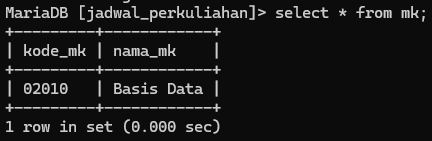 MariaDB [jadwal_perkuliahan]> select * from mk;
+---------+------------+
| kode_mk | nama_mk    |
+---------+------------+
| 02010   | Basis Data |
+---------+------------+
1 row in set (0.000 sec)